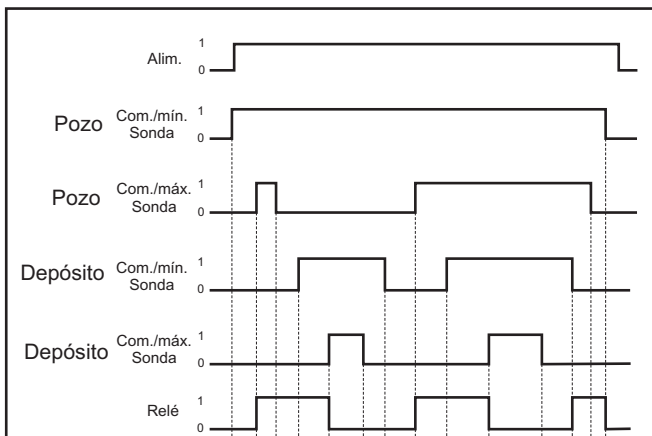 Alim. 1
0
Pozo Com./mín. Sonda 1
0
Pozo Com./máx. Sonda 1
0
Depósito Com./mín. Sonda 1
0
Depósito Com./máx. Sonda 1
0
Relé 1
0